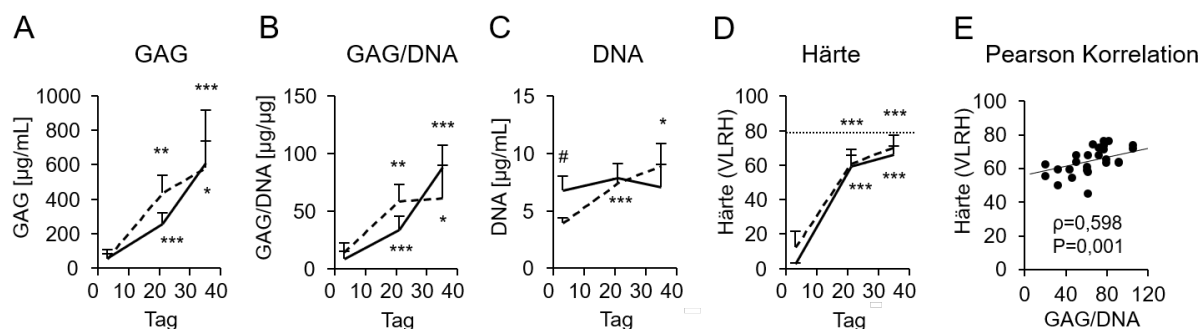 A
GAG
GAG [µg/mL]
1000
800
600
400
200
0
***
**
*
***
0 10 20 30 40
Tag
B
GAG/DNA
GAG/DNA [µg/µg]
150
100
50
0
***
**
*
***
0 10 20 30 40
Tag
C
DNA
DNA [µg/mL]
15
10
5
0
*
#
***
0 10 20 30 40
Tag
D
Härte
Härte (VLRH)
100
80
60
40
20
0
***
***
***
***
0 10 20 30 40
Tag
E
Pearson Korrelation
Härte (VLRH)
100
80
60
40
20
0
ρ=0,598
P=0,001
0 40 80 120
GAG/DNA